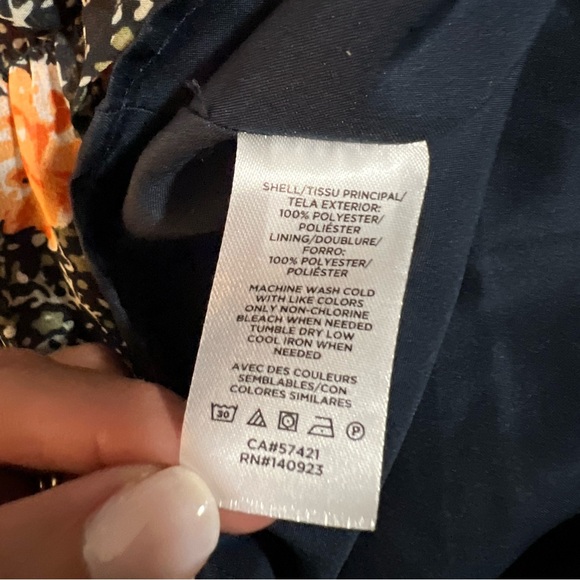 SHELL/TISSU PRINCIPAL/
TELA EXTERIOR:
100% POLYESTER/
POLIÉSTER
LINING/DOUBLURE/
FORRO:
100% POLYESTER/
POLIÉSTER
MACHINE WASH COLD
WITH LIKE COLORS
ONLY NON-CHLORINE
BLEACH WHEN NEEDED
TUMBLE DRY LOW
COOL IRON WHEN
NEEDED
AVEC DES COULEURS
SEMBLABLES/CON
COLORES SIMILARES
30 P
CA#57421
RN#140923